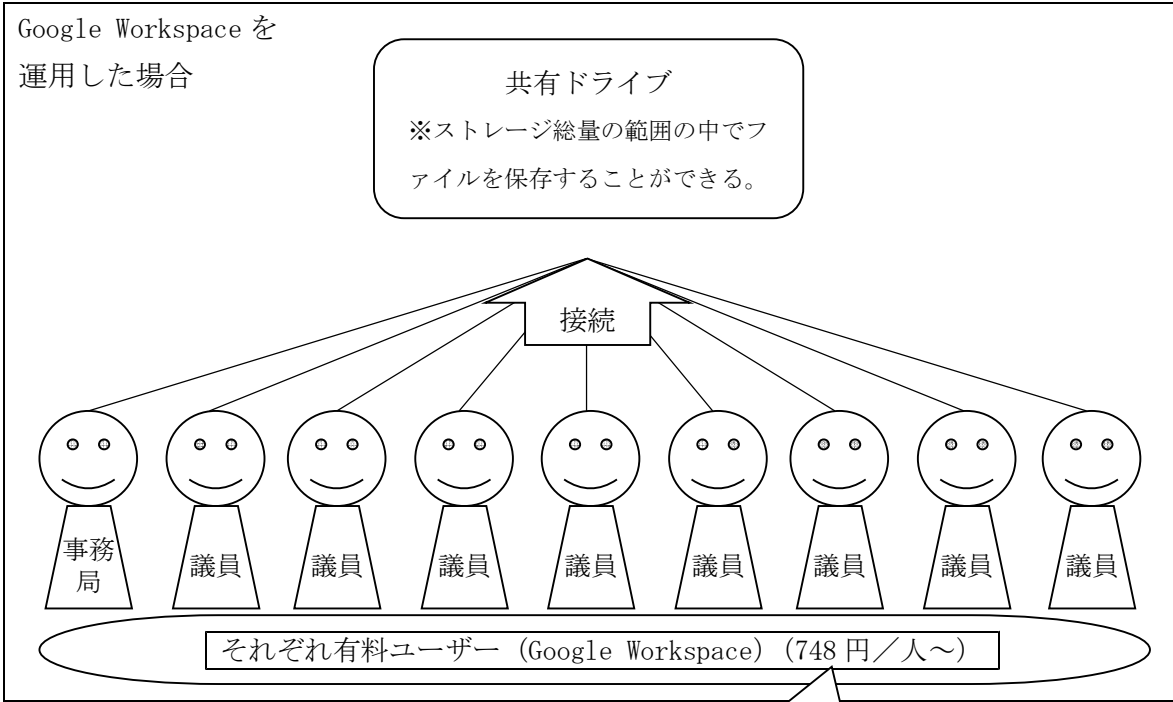 Google Workspace を
運用した場合
共有ドライブ
※ストレージ総量の範囲の中でフ
ァイルを保存することができる。
接続
事務
局
議員
議員
議員
議員
議員
議員
議員
議員
それぞれ有料ユーザー (Google Workspace) (748 円／人～)